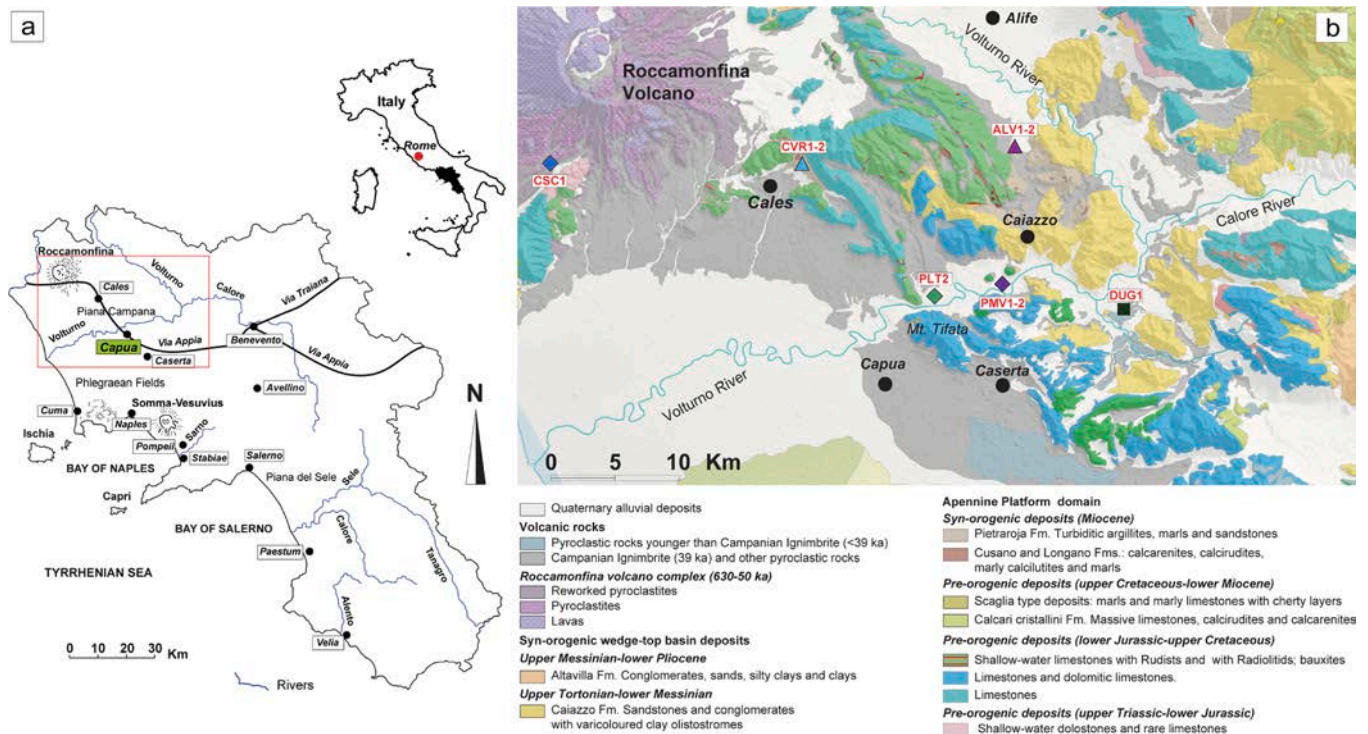 a
Italy
Rome
Roccamonfina
Volturno
Cales
Piana Campana
Calore
Via Traiana
Volturno
Capua
Via Appia
Benevento
Caserta
Via Appia
Phlegraean Fields
Avellino
N
Cuma
Somma-Vesuvius
Naples
Ischia
Pompeii
Sarno
BAY OF NAPLES
Stabiae
Salerno
Capri
Piana del Sele
Sele
BAY OF SALERNO
Calore
Paestum
Tanagro
TYRRHENIAN SEA
Alento
Velia
0 10 20 30
Km
Rivers
b
Alife
Volturno River
Roccamonfina
Volcano
ALV1-2
CVR1-2
CSC1
Cales
Calore River
Caiazzo
PLT2
PMV1-2
DUG1
Mt. Tifata
Capua
Caserta
Volturno River
0 5 10 Km
Quaternary alluvial deposits
Volcanic rocks
Pyroclastic rocks younger than Campanian Ignimbrite (<39 ka)
Campanian Ignimbrite (39 ka) and other pyroclastic rocks
Roccamonfina volcano complex (630-50 ka)
Reworked pyroclastites
Pyroclastites
Lavas
Syn-orogenic wedge-top basin deposits
Upper Messinian-lower Pliocene
Altavilla Fm. Conglomerates, sands, silty clays and clays
Upper Tortonian-lower Messinian
Caiazzo Fm. Sandstones and conglomerates
with varicoloured clay olistostromes
Apennine Platform domain
Syn-orogenic deposits (Miocene)
Pietraroja Fm. Turbiditic argillites, marls and sandstones
Cusano and Longano Fms.: calcarenites, calcirudites,
marly calcilutites and marls
Pre-orogenic deposits (upper Cretaceous-lower Miocene)
Scaglia type deposits: marls and marly limestones with cherty layers
Calcari cristallini Fm. Massive limestones, calcirudites and calcarenites
Pre-orogenic deposits (lower Jurassic-upper Cretaceous)
Shallow-water limestones with Rudists and with Radiolitids; bauxites
Limestones and dolomitic limestones.
Limestones
Pre-orogenic deposits (upper Triassic-lower Jurassic)
Shallow-water dolostones and rare limestones